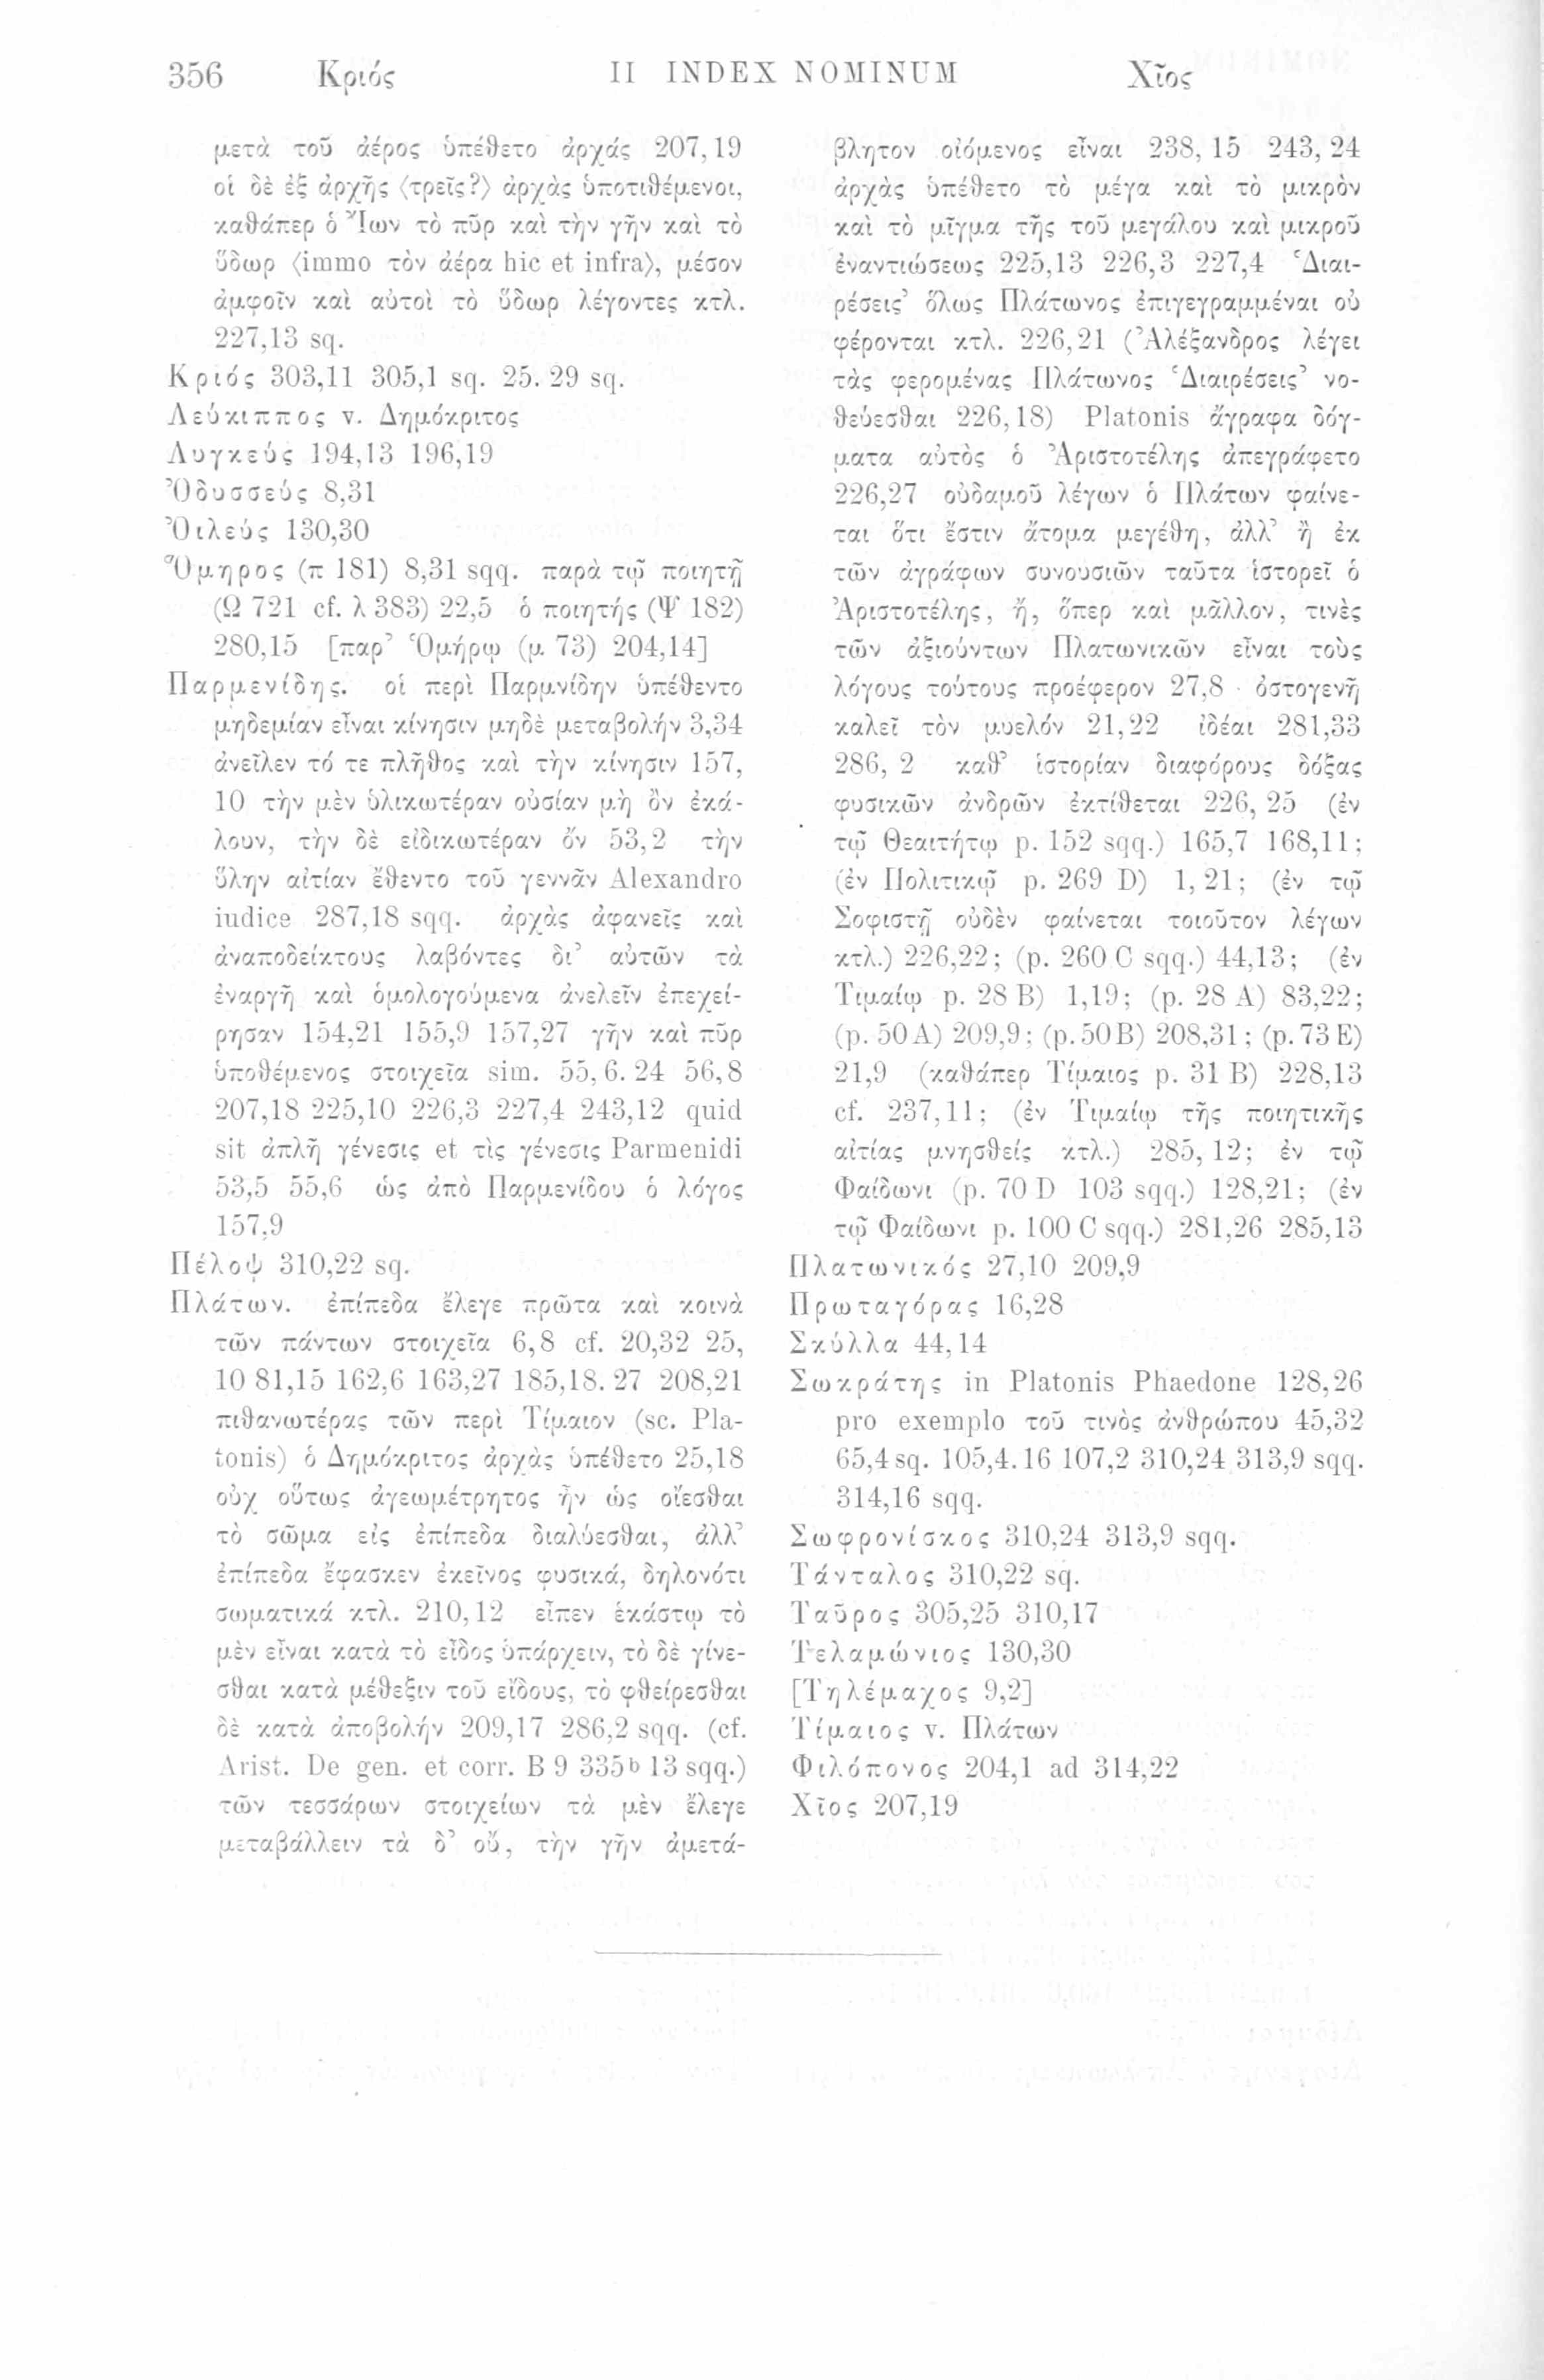 356 Κριός II INDEX NOMINUM Χῖος
μετὰ τοῦ ἀέρος ὑπέθετο ἀρχάς 207,19
οἱ δὲ ἐξ ἀρχῆς ⟨τρεῖς?⟩ ἀρχὰς ὑποτιθέμενοι,
καθάπερ ὁ Ἴων τὸ πῦρ καὶ τὴν γῆν καὶ τὸ
ὕδωρ ⟨immo τὸν ἀέρα hic et infra⟩, μέσον
ἀμφοῖν καὶ αὐτοὶ τὸ ὕδωρ λέγοντες κτλ.
227,13 sq.
Κριός 303,11 305,1 sq. 25. 29 sq.
Λεύκιππος v. Δημόκριτος
Λυγκεύς 194,13 196,19
Ὀδυσσεύς 8,31
Ὀιλεύς 130,30
Ὅμηρος (π 181) 8,31 sqq. παρὰ τῷ ποιητῇ
(Ω 721 cf. λ 383) 22,5 ὁ ποιητής (Ψ 182)
280,15 [παρ’ Ὁμήρῳ (μ 73) 204,14]
Παρμενίδης. οἱ περὶ Παρμνίδην ὑπέθεντο
μηδεμίαν εἶναι κίνησιν μηδὲ μεταβολήν 3,34
ἀνεῖλεν τό τε πλῆθος καὶ τὴν κίνησιν 157,
10 τὴν μὲν ὑλικωτέραν οὐσίαν μὴ ὂν ἐκά-
λουν, τὴν δὲ εἰδικωτέραν ὄν 53,2 τὴν
ὕλην αἰτίαν ἔθεντο τοῦ γεννᾶν Alexandro
iudice 287,18 sqq. ἀρχὰς ἀφανεῖς καὶ
ἀναποδείκτους λαβόντες δι’ αὐτῶν τὰ
ἐναργῆ καὶ ὁμολογούμενα ἀνελεῖν ἐπεχεί-
ρησαν 154,21 155,9 157,27 γῆν καὶ πῦρ
ὑποθέμενος στοιχεῖα sim. 55, 6. 24 56,8
207,18 225,10 226,3 227,4 243,12 quid
sit ἁπλῆ γένεσις et τὶς γένεσις Parmenidi
53,5 55,6 ὡς ἀπὸ Παρμενίδου ὁ λόγος
157,9
Πέλοψ 310,22 sq.
Πλάτων. ἐπίπεδα ἔλεγε πρῶτα καὶ κοινὰ
τῶν πάντων στοιχεῖα 6,8 cf. 20,32 25,
10 81,15 162,6 163,27 185,18. 27 208,21
πιθανωτέρας τῶν περὶ Τίμαιον (sc. Pla-
tonis) ὁ Δημόκριτος ἀρχὰς ὑπέθετο 25,18
οὐχ οὕτως ἀγεωμέτρητος ἦν ὡς οἴεσθαι
τὸ σῶμα εἰς ἐπίπεδα διαλύεσθαι, ἀλλ’
ἐπίπεδα ἔφασκεν ἐκεῖνος φυσικά, δηλονότι
σωματικά κτλ. 210,12 εἶπεν ἑκάστῳ τὸ
μὲν εἶναι κατὰ τὸ εἶδος ὑπάρχειν, τὸ δὲ γίνε-
σθαι κατὰ μέθεξιν τοῦ εἴδους, τὸ φθείρεσθαι
δὲ κατὰ ἀποβολήν 209,17 286,2 sqq. (cf.
Arist. De gen. et corr. B 9 335ᵇ 13 sqq.)
τῶν τεσσάρων στοιχείων τὰ μὲν ἔλεγε
μεταβάλλειν τὰ δ’ οὔ, τὴν γῆν ἀμετά-
βλητον οἰόμενος εἶναι 238, 15 243, 24
ἀρχὰς ὑπέθετο τὸ μέγα καὶ τὸ μικρὸν
καὶ τὸ μῖγμα τῆς τοῦ μεγάλου καὶ μικροῦ
ἐναντιώσεως 225,13 226,3 227,4 ‘Διαι-
ρέσεις’ ὅλως Πλάτωνος ἐπιγεγραμμέναι οὐ
φέρονται κτλ. 226,21 (Ἀλέξανδρος λέγει
τὰς φερομένας Πλάτωνος ‘Διαιρέσεις’ νο-
θεύεσθαι 226,18) Platonis ἄγραφα δόγ-
ματα αὐτὸς ὁ Ἀριστοτέλης ἀπεγράφετο
226,27 οὐδαμοῦ λέγων ὁ Πλάτων φαίνε-
ται ὅτι ἔστιν ἄτομα μεγέθη, ἀλλ’ ἢ ἐκ
τῶν ἀγράφων συνουσιῶν ταῦτα ἱστορεῖ ὁ
Ἀριστοτέλης, ἤ, ὅπερ καὶ μᾶλλον, τινὲς
τῶν ἀξιούντων Πλατωνικῶν εἶναι τοὺς
λόγους τούτους προέφερον 27,8 ὀστογενῆ
καλεῖ τὸν μυελόν 21,22 ἰδέαι 281,33
286, 2 καθ’ ἱστορίαν διαφόρους δόξας
φυσικῶν ἀνδρῶν ἐκτίθεται 226, 25 (ἐν
τῷ Θεαιτήτῳ p. 152 sqq.) 165,7 168,11;
(ἐν Πολιτικῷ p. 269 D) 1, 21; (ἐν τῷ
Σοφιστῇ οὐδὲν φαίνεται τοιοῦτον λέγων
κτλ.) 226,22; (p. 260 C sqq.) 44,13; (ἐν
Τιμαίῳ p. 28 B) 1,19; (p. 28 A) 83,22;
(p. 50 A) 209,9; (p. 50 B) 208,31; (p. 73 E)
21,9 (καθάπερ Τίμαιος p. 31 B) 228,13
cf. 237,11; (ἐν Τιμαίῳ τῆς ποιητικῆς
αἰτίας μνησθείς κτλ.) 285, 12; ἐν τῷ
Φαίδωνι (p. 70 D 103 sqq.) 128,21; (ἐν
τῷ Φαίδωνι p. 100 C sqq.) 281,26 285,13
Πλατωνικός 27,10 209,9
Πρωταγόρας 16,28
Σκύλλα 44,14
Σωκράτης in Platonis Phaedone 128,26
pro exemplo τοῦ τινὸς ἀνθρώπου 45,32
65,4 sq. 105,4. 16 107,2 310,24 313,9 sqq.
314,16 sqq.
Σωφρονίσκος 310,24 313,9 sqq.
Τάνταλος 310,22 sq.
Ταῦρος 305,25 310,17
Τελαμώνιος 130,30
[Τηλέμαχος 9,2]
Τίμαιος v. Πλάτων
Φιλόπονος 204,1 ad 314,22
Χῖος 207,19